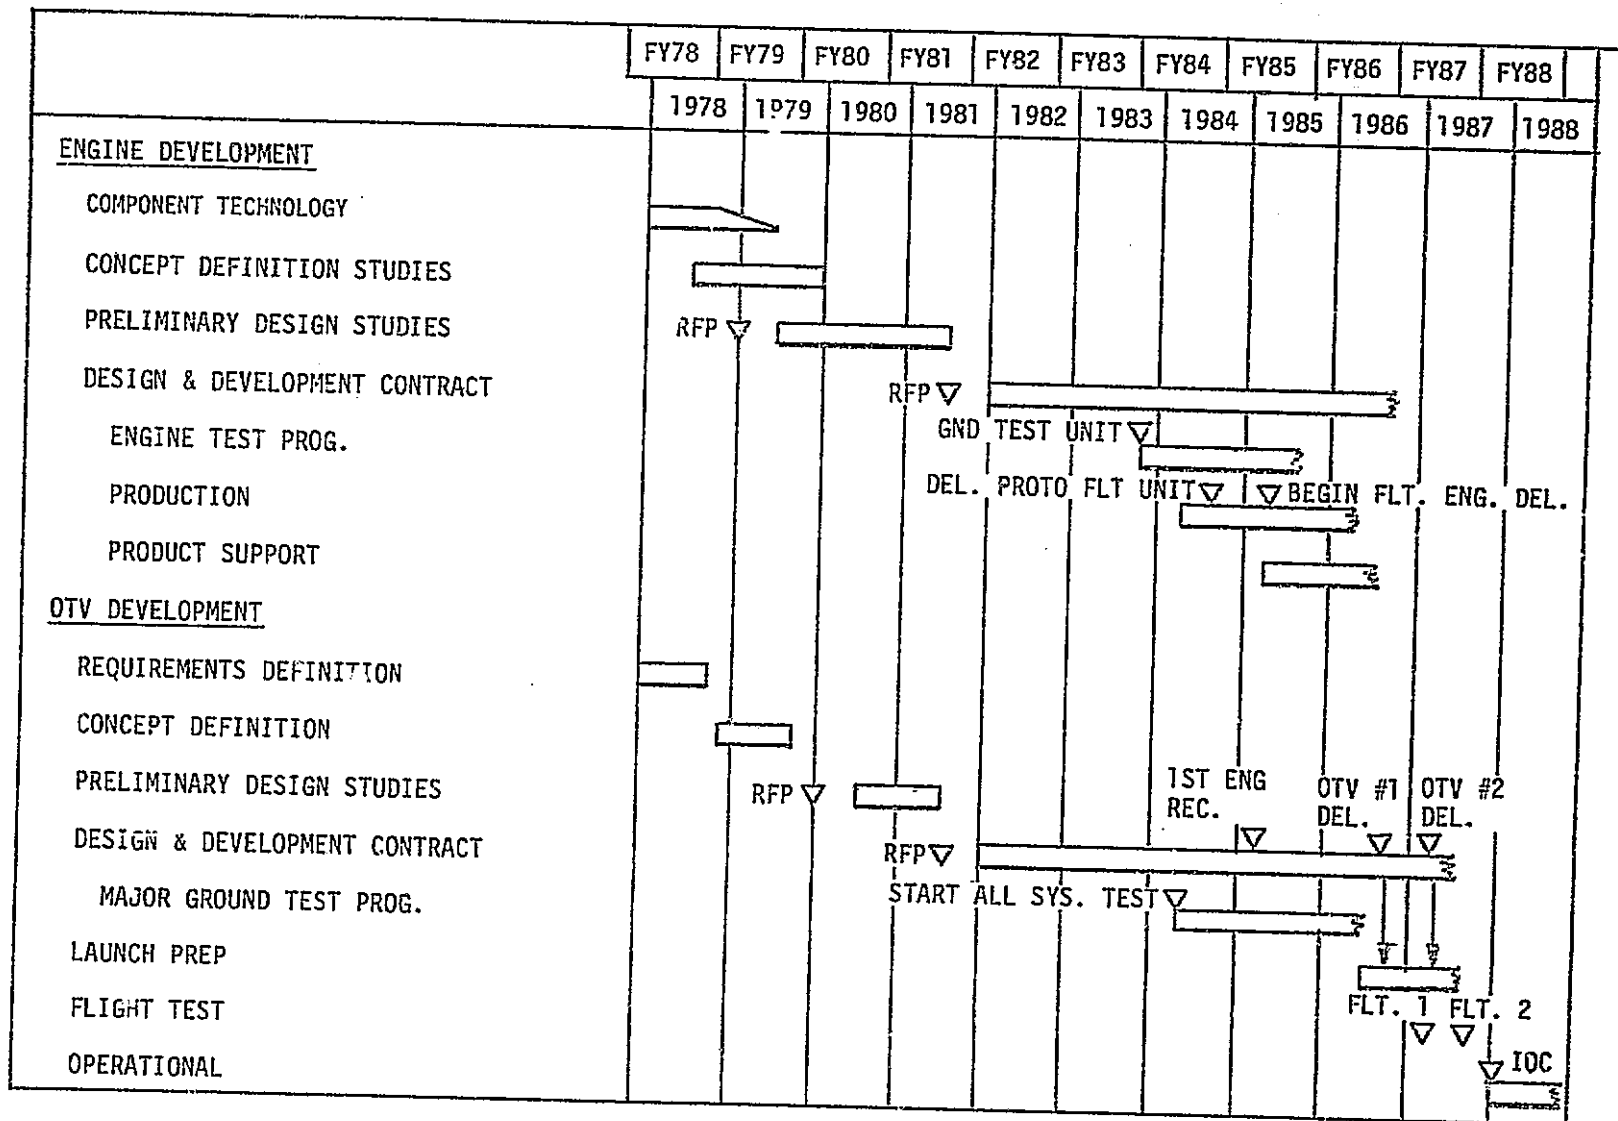 FY78 FY79 FY80 FY81 FY82 FY83 FY84 FY85 FY86 FY87 FY88
1978 1979 1980 1981 1982 1983 1984 1985 1986 1987 1988
ENGINE DEVELOPMENT
COMPONENT TECHNOLOGY
CONCEPT DEFINITION STUDIES
PRELIMINARY DESIGN STUDIES RFP
DESIGN & DEVELOPMENT CONTRACT RFP
GND TEST UNIT
ENGINE TEST PROG.
DEL. PROTO FLT UNIT BEGIN FLT. ENG. DEL.
PRODUCTION
PRODUCT SUPPORT
OTV DEVELOPMENT
REQUIREMENTS DEFINITION
CONCEPT DEFINITION
PRELIMINARY DESIGN STUDIES RFP
1ST ENG OTV #1 OTV #2
REC. DEL. DEL.
DESIGN & DEVELOPMENT CONTRACT RFP
START ALL SYS. TEST
MAJOR GROUND TEST PROG.
LAUNCH PREP
FLT. 1 FLT. 2
FLIGHT TEST
OPERATIONAL IOC